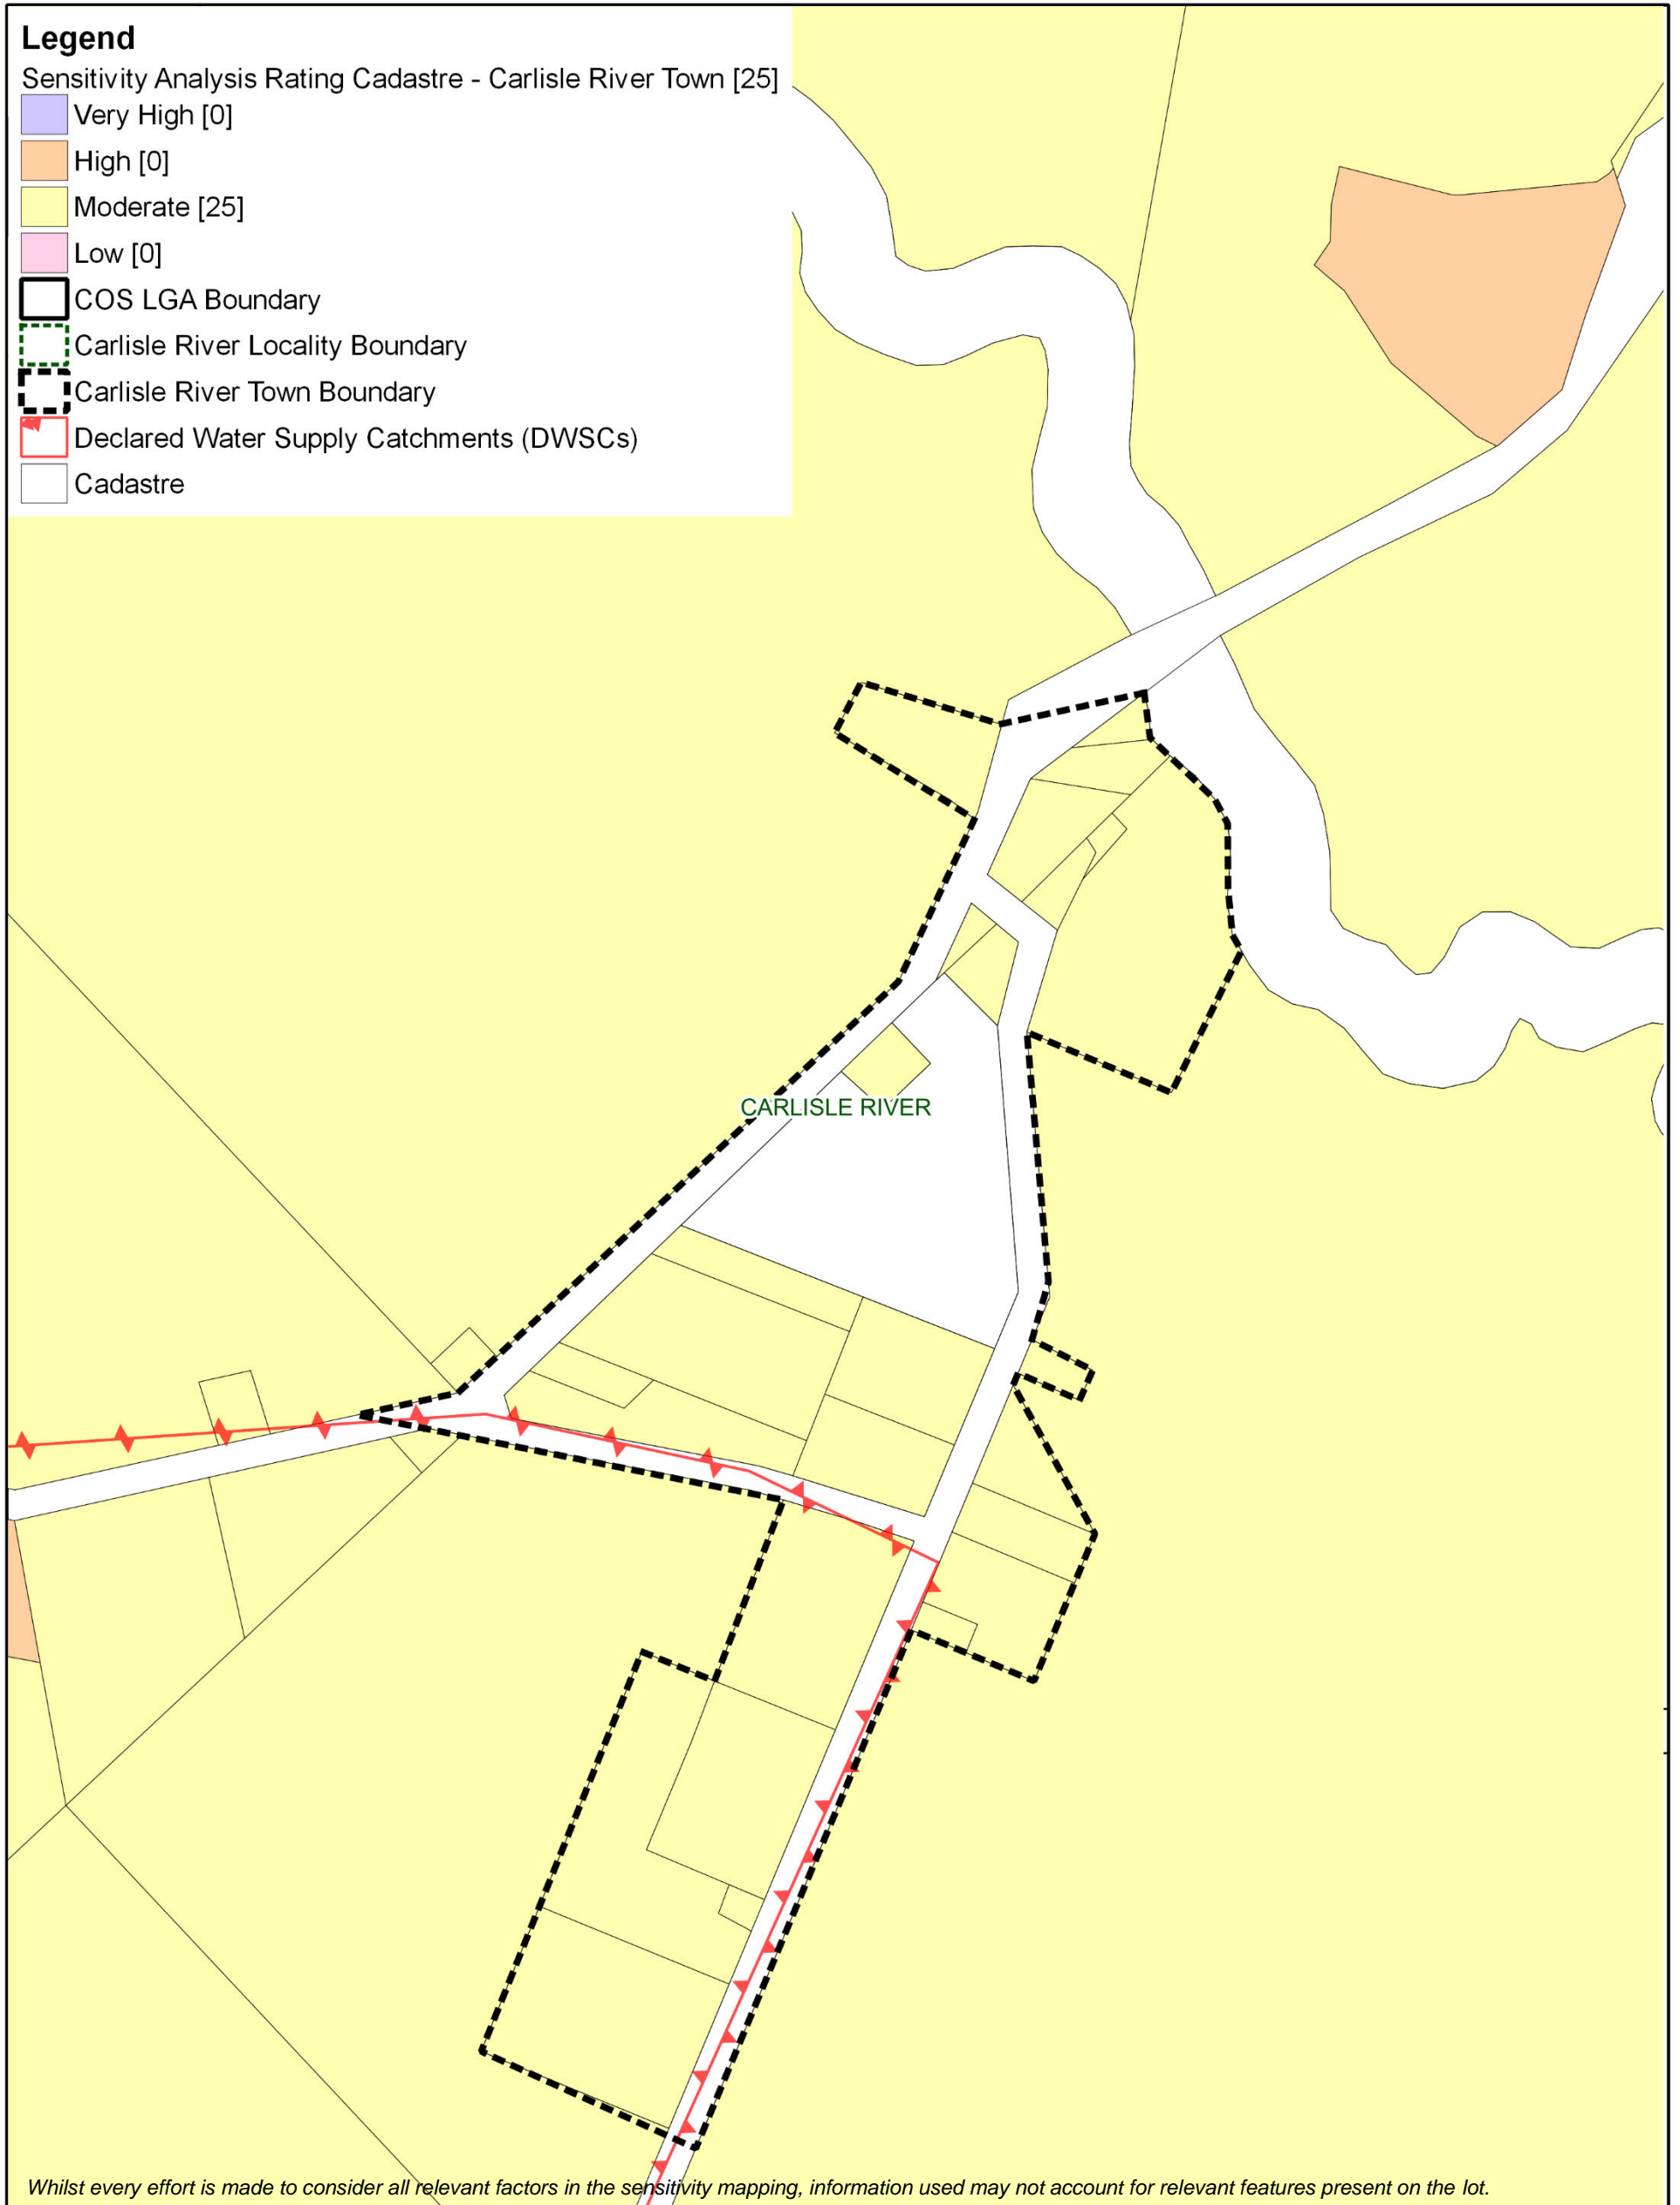 Legend
Sensitivity Analysis Rating Cadastre - Carlisle River Town [25]
Very High [0]
High [0]
Moderate [25]
Low [0]
COS LGA Boundary
Carlisle River Locality Boundary
Carlisle River Town Boundary
Declared Water Supply Catchments (DWSCs)
Cadastre
CARLISLE RIVER
Whilst every effort is made to consider all relevant factors in the sensitivity mapping, information used may not account for relevant features present on the lot.